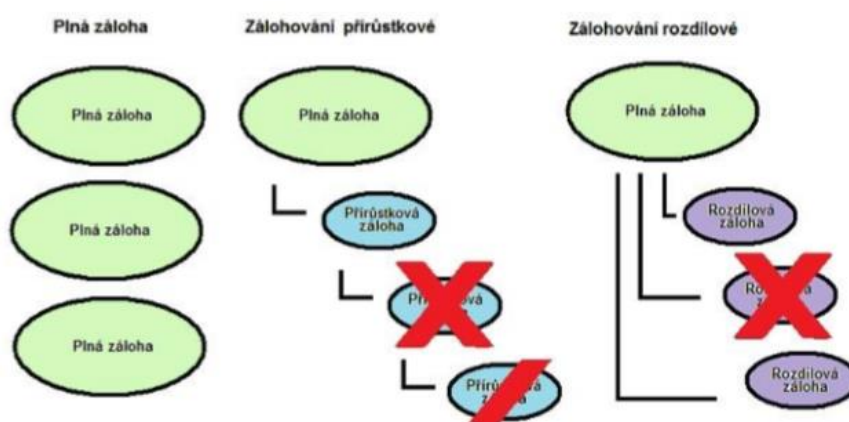 Plná záloha
Zálohování přírůstkové
Zálohování rozdílové
Plná záloha
Plná záloha
Plná záloha
Plná záloha
Přírůstková
záloha
Plná záloha
Rozdílová
záloha
Rozdílová
záloha